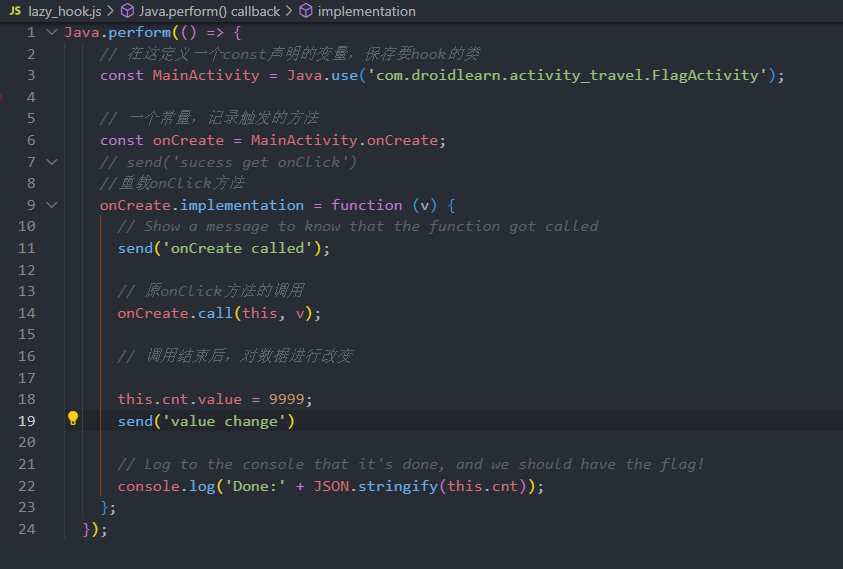 JS lazy_hook.js > Java.perform() callback > implementation
1 Java.perform(() => {
2 // 在这定义一个const声明的变量，保存要hook的类
3 const MainActivity = Java.use('com.droidlearn.activity_travel.FlagActivity');
4
5 // 一个常量，记录触发的方法
6 const onCreate = MainActivity.onCreate;
7 // send('sucess get onClick')
8 //重载onClick方法
9 onCreate.implementation = function (v) {
10 // Show a message to know that the function got called
11 send('onCreate called');
12
13 // 原onClick方法的调用
14 onCreate.call(this, v);
15
16 // 调用结束后，对数据进行改变
17
18 this.cnt.value = 9999;
19 send('value change')
20
21 // Log to the console that it's done, and we should have the flag!
22 console.log('Done:' + JSON.stringify(this.cnt));
23 };
24 });